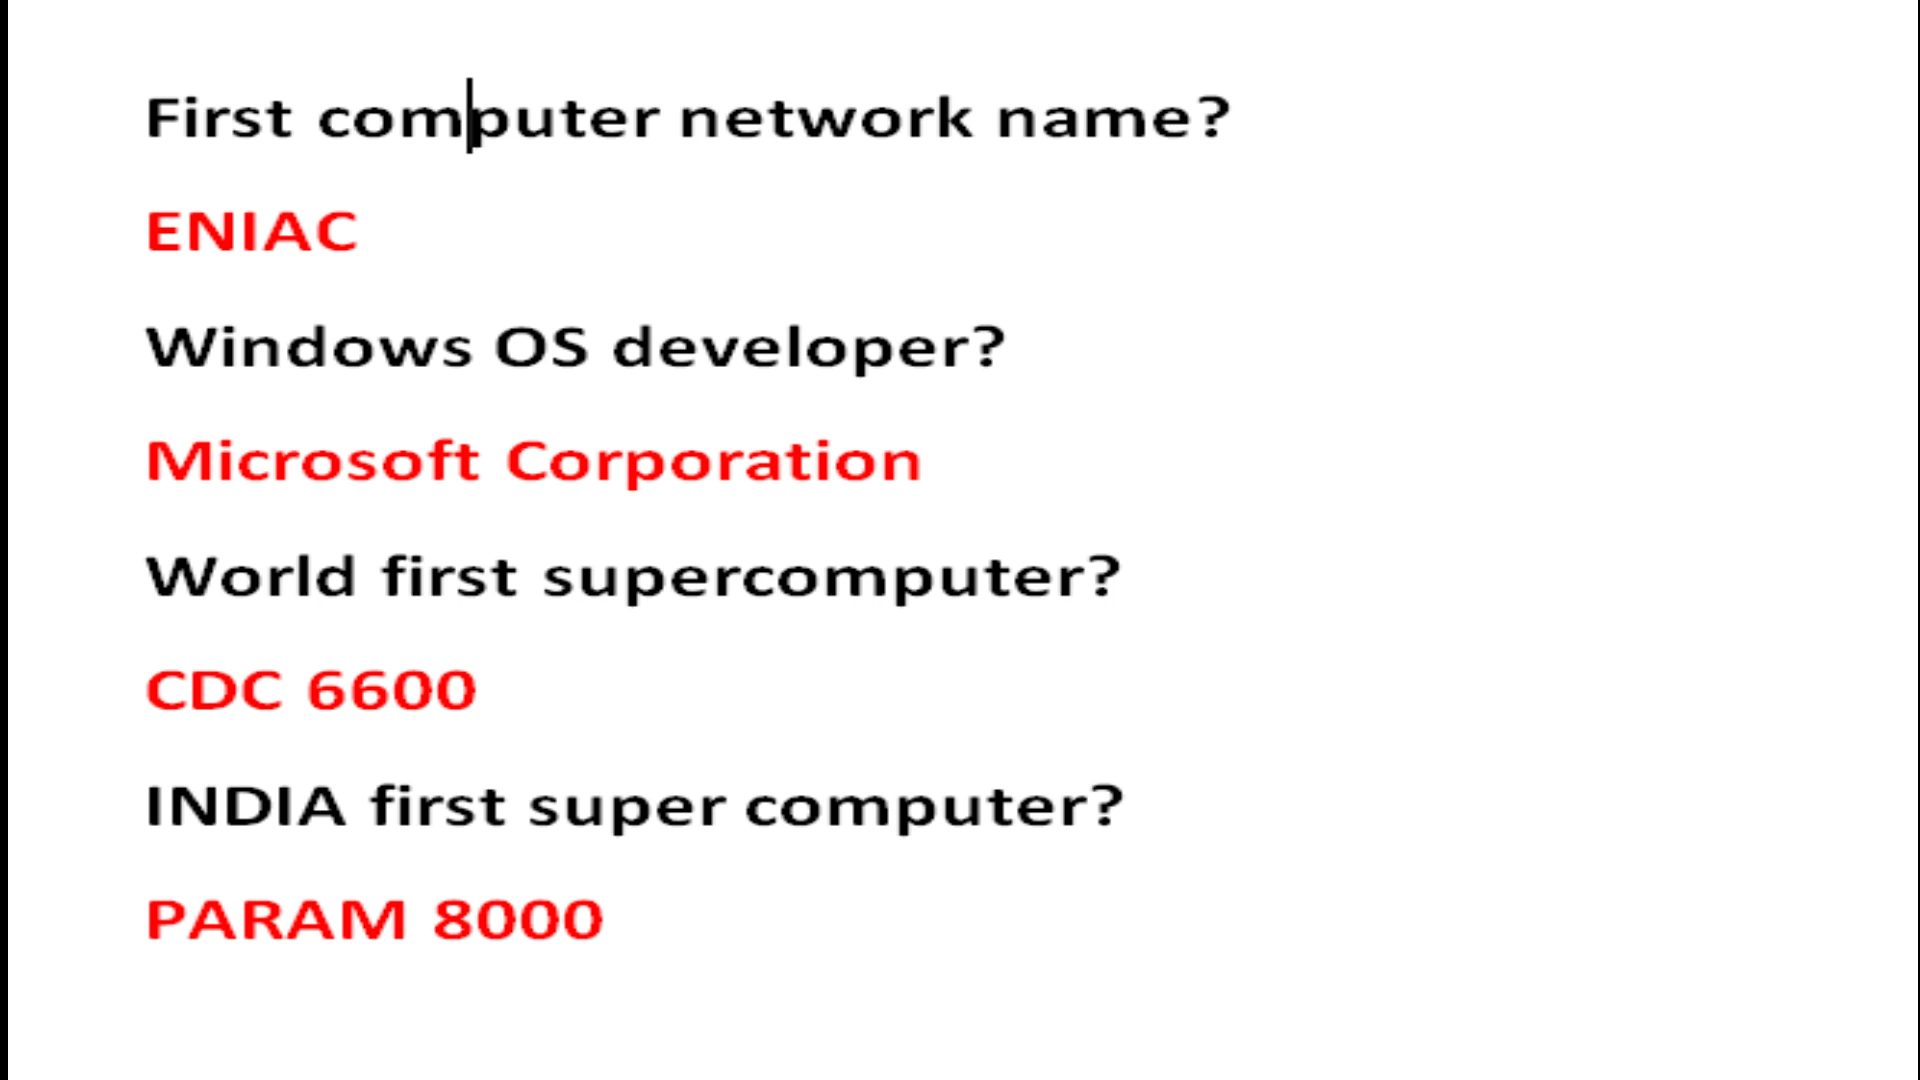 First computer network name?
ENIAC
Windows OS developer?
Microsoft Corporation
World first supercomputer?
CDC 6600
INDIA first super computer?
PARAM 8000